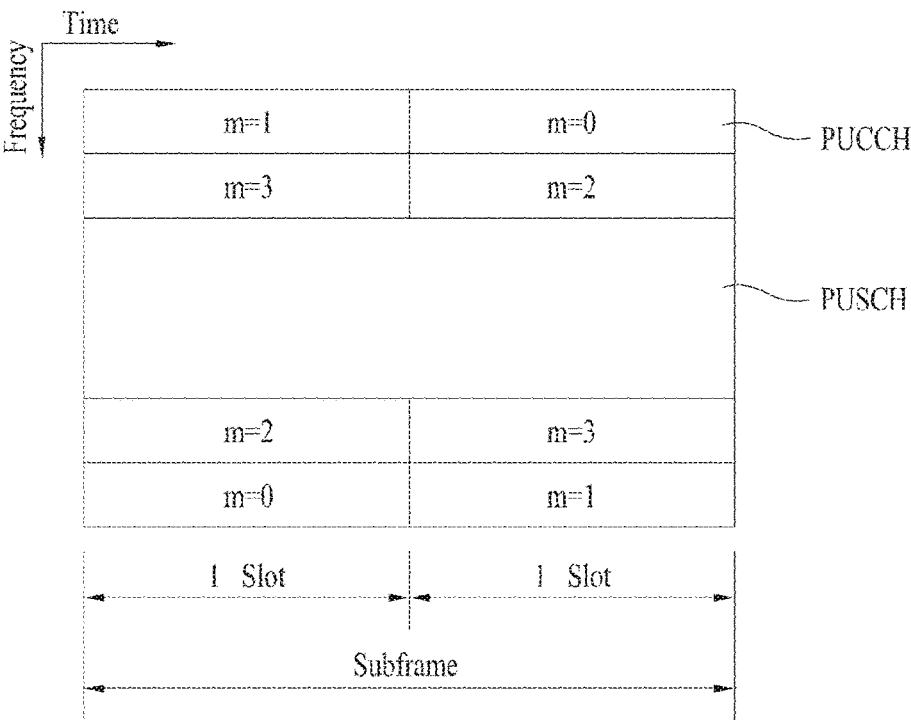 Time
Frequency
m=1 m=0
PUCCH
m=3 m=2
PUSCH
m=2 m=3
m=0 m=1
1 Slot 1 Slot
Subframe